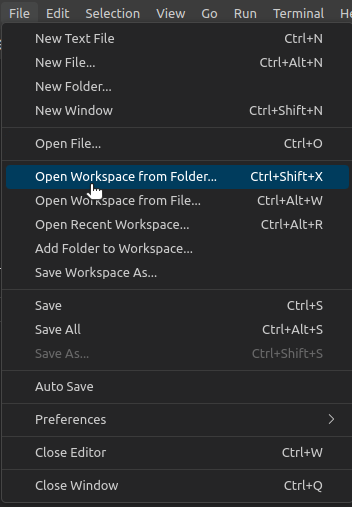 File Edit Selection View Go Run Terminal He
New Text File Ctrl+N
New File... Ctrl+Alt+N
New Folder...
New Window Ctrl+Shift+N
Open File... Ctrl+O
Open Workspace from Folder... Ctrl+Shift+X
Open Workspace from File... Ctrl+Alt+W
Open Recent Workspace... Ctrl+Alt+R
Add Folder to Workspace...
Save Workspace As...
Save Ctrl+S
Save All Ctrl+Alt+S
Save As... Ctrl+Shift+S
Auto Save
Preferences
Close Editor Ctrl+W
Close Window Ctrl+Q